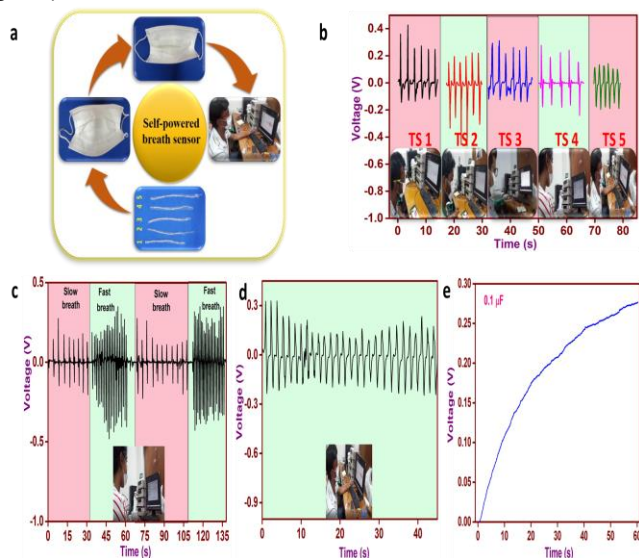 a
Self-powered
breath sensor
1 2 3 4 5
b
Voltage (V)
0.4
0.2
0.0
-0.2
-0.4
-0.6
-0.8
-1.0
TS 1 TS 2 TS 3 TS 4 TS 5
0 10 20 30 40 50 60 70 80
Time (s)
c
Voltage (V)
0.5
0.0
-0.5
-1.0
Slow
breath
Fast
breath
Slow
breath
Fast
breath
0 15 30 45 60 75 90 105 120 135
Time (s)
d
Voltage (V)
0.3
0.0
-0.3
-0.6
-0.9
0 10 20 30 40
Time (s)
e
0.1 µF
Voltage (V)
0.30
0.25
0.20
0.15
0.10
0.05
0.00
0 10 20 30 40 50 60
Time (s)